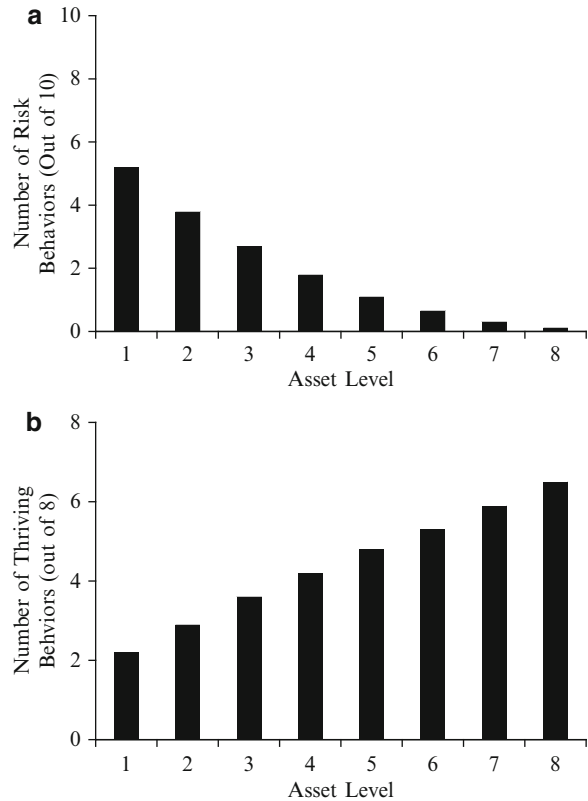 a
Number of Risk
Behaviors (Out of 10)
10
8
6
4
2
0
1 2 3 4 5 6 7 8
Asset Level
b
Number of Thriving
Behviors (out of 8)
8
6
4
2
0
1 2 3 4 5 6 7 8
Asset Level